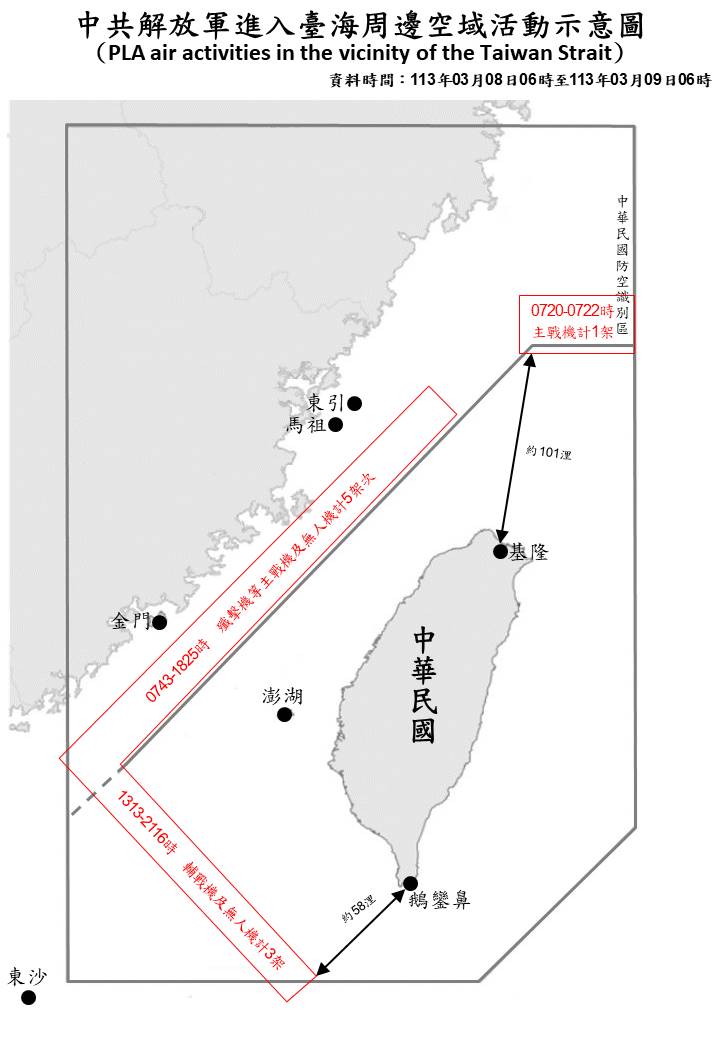 中共解放軍進入臺海周邊空域活動示意圖
（PLA air activities in the vicinity of the Taiwan Strait）
資料時間：113年03月08日06時至113年03月09日06時
中華民國防空識別區
0720-0722時
主戰機計1架
東引
馬祖
約101浬
基隆
0743-1825時 殲擊機等主戰機及無人機計5架次
金門
中華民國
澎湖
1313-2116時 輔戰機及無人機計3架
約58浬
鵝鑾鼻
東沙